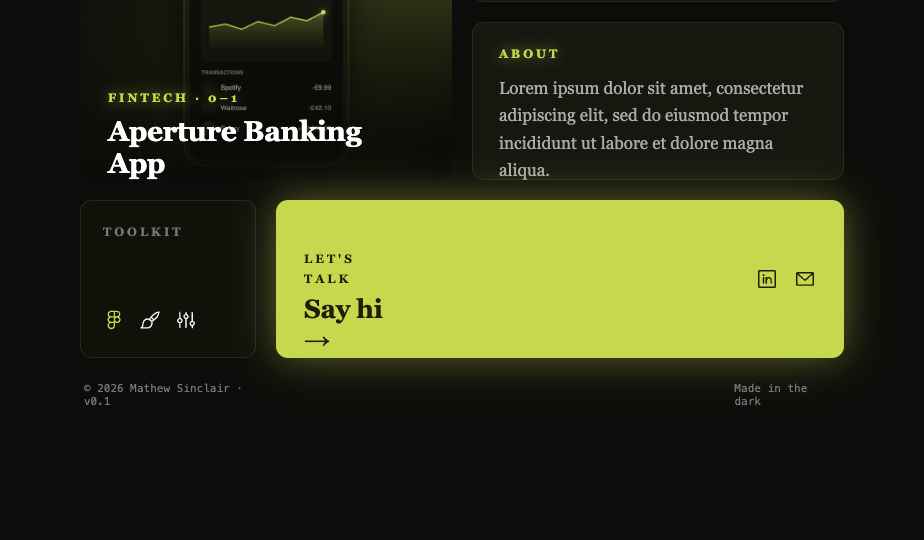 TRANSACTIONS
Spotify -£9.99
Waitrose -£42.10
FINTECH · 0–1
Aperture Banking
App
ABOUT
Lorem ipsum dolor sit amet, consectetur
adipiscing elit, sed do eiusmod tempor
incididunt ut labore et dolore magna
aliqua.
TOOLKIT
LET'S
TALK
Say hi
→
in
© 2026 Mathew Sinclair ·
v0.1
Made in the
dark